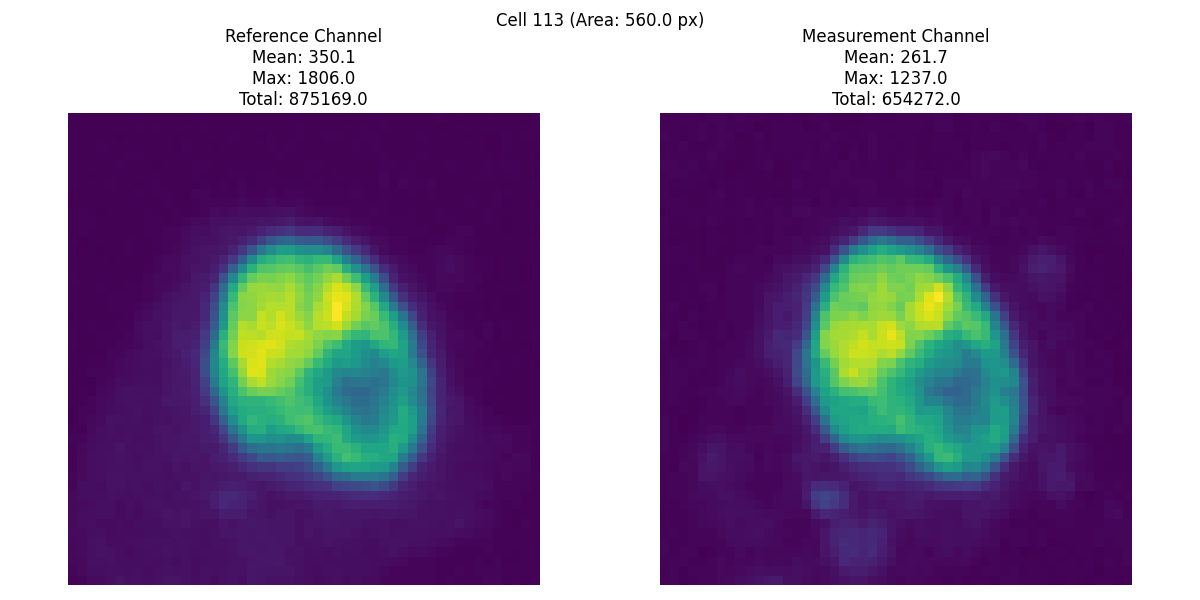 Cell 113 (Area: 560.0 px)
Reference Channel
Mean: 350.1
Max: 1806.0
Total: 875169.0
Measurement Channel
Mean: 261.7
Max: 1237.0
Total: 654272.0